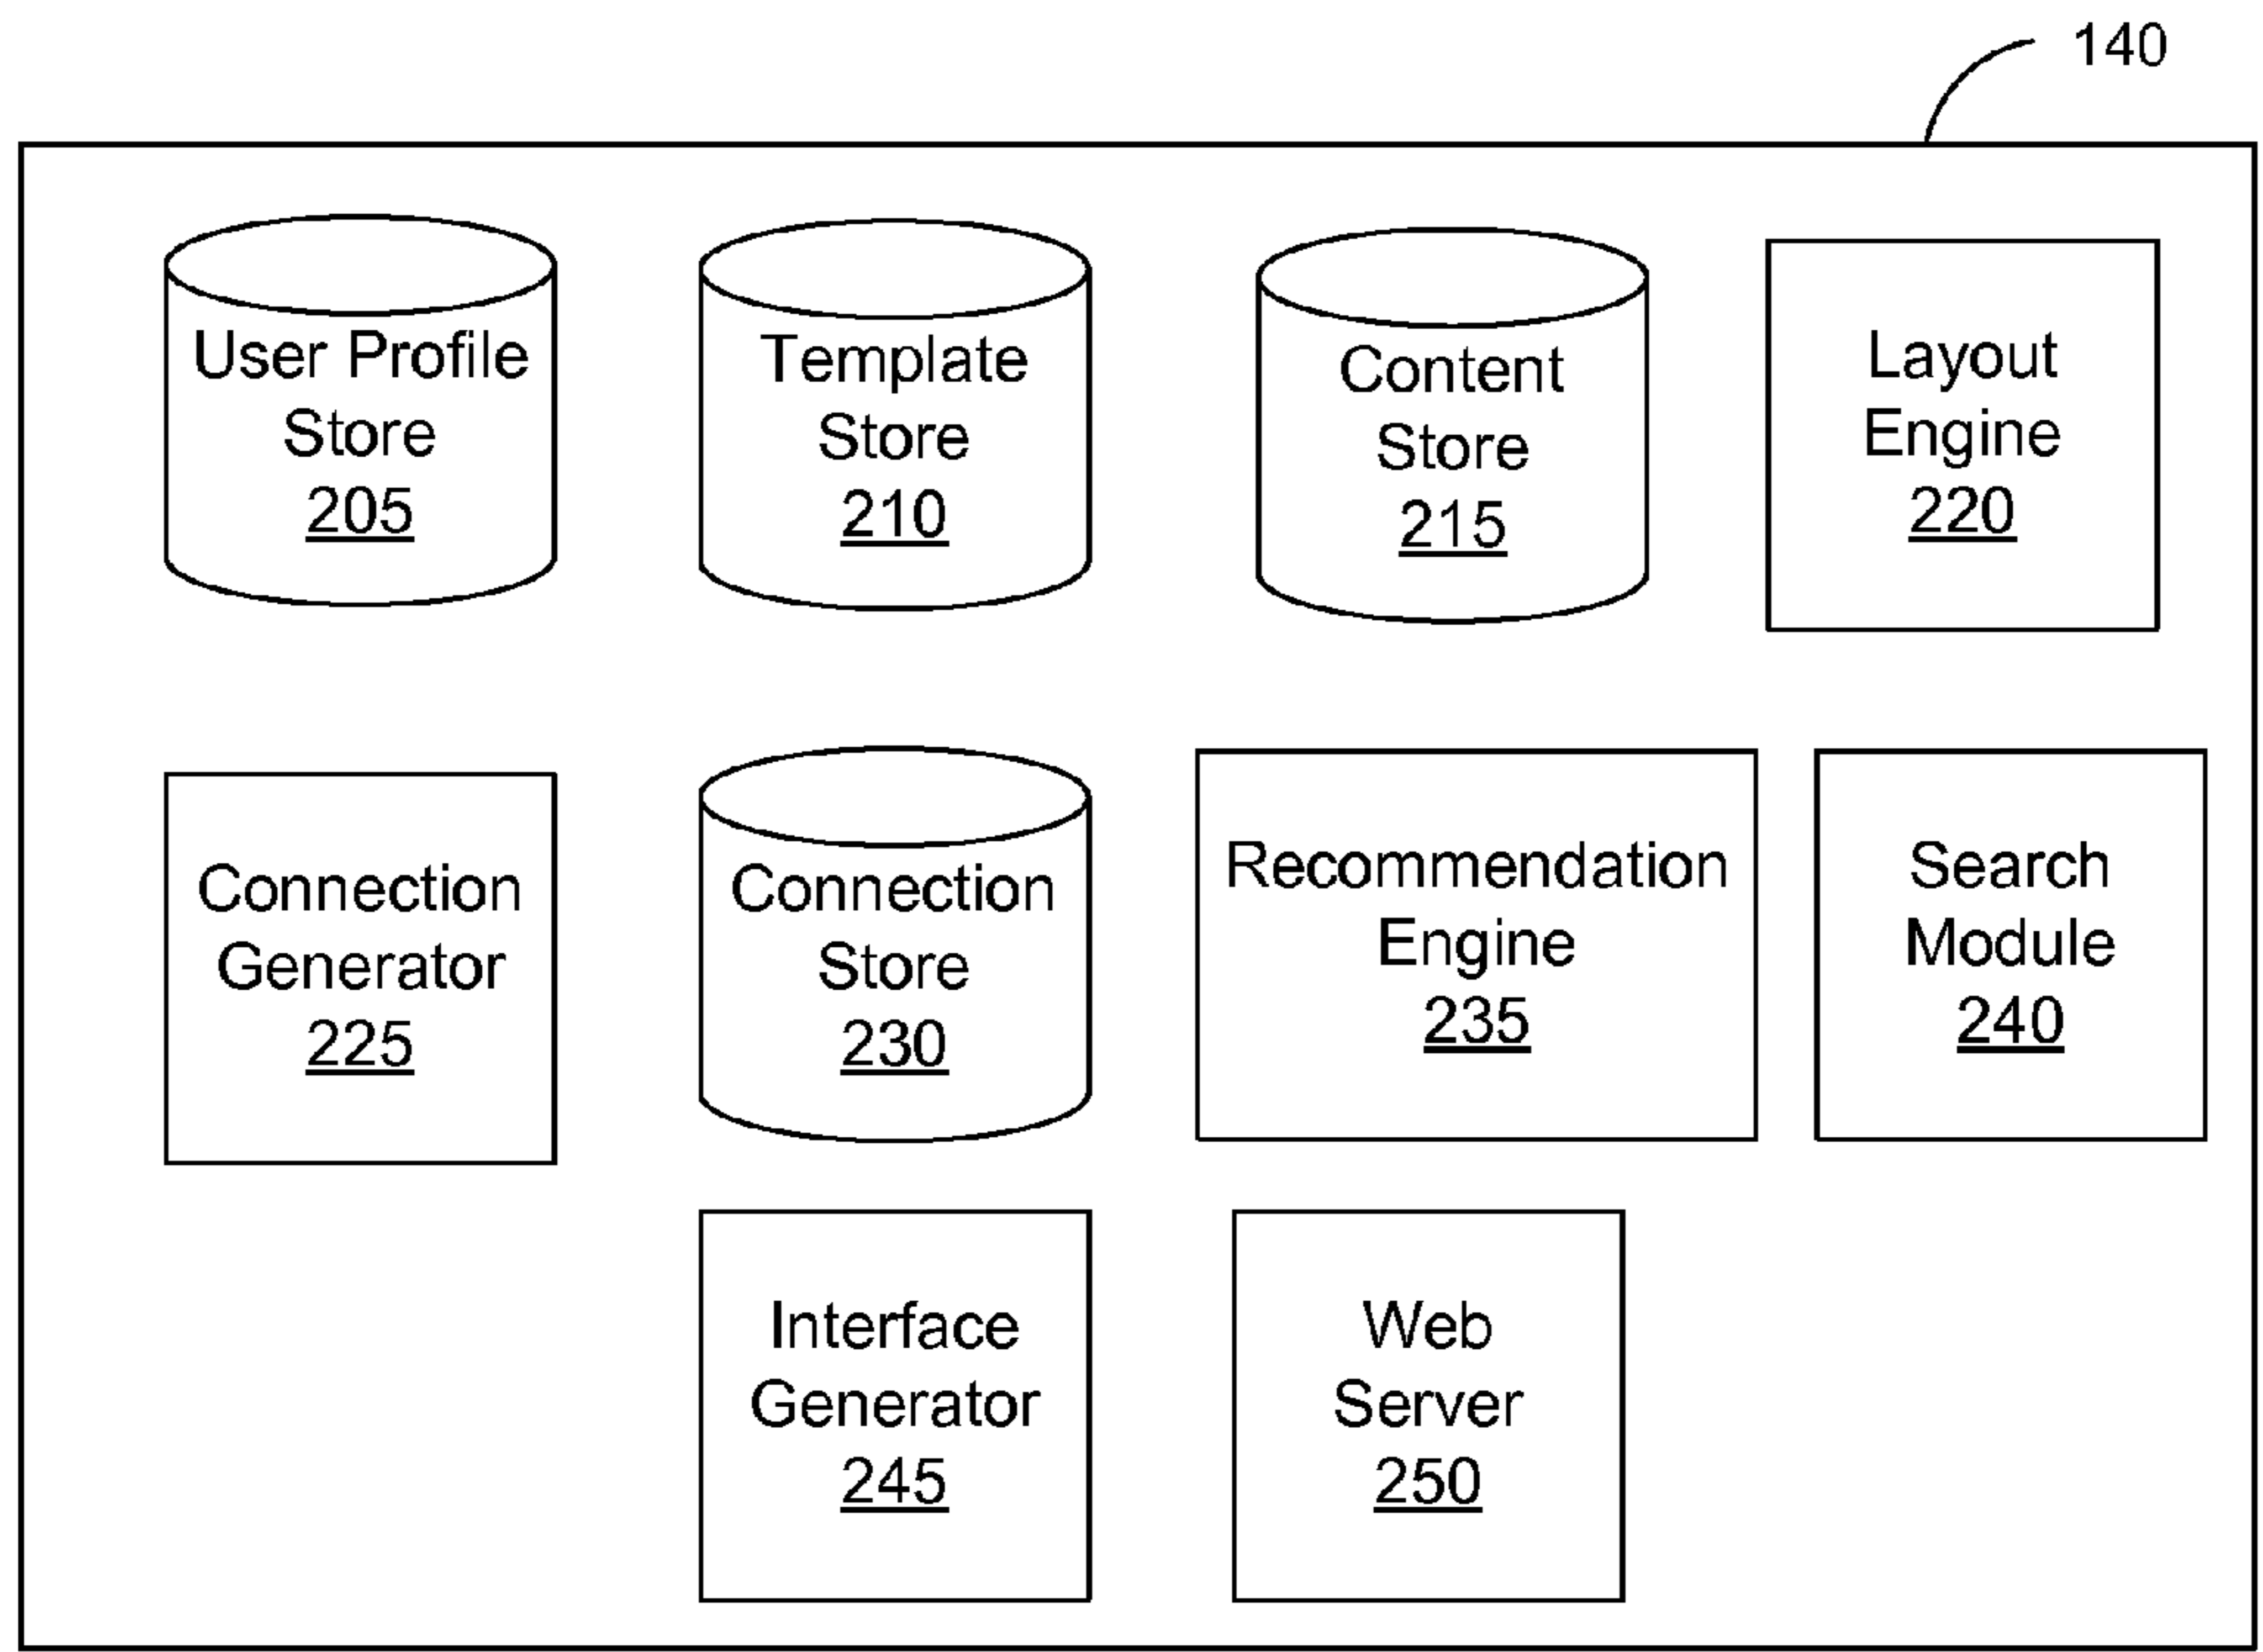 140
User Profile
Store
205
Template
Store
210
Content
Store
215
Layout
Engine
220
Connection
Generator
225
Connection
Store
230
Recommendation
Engine
235
Search
Module
240
Interface
Generator
245
Web
Server
250